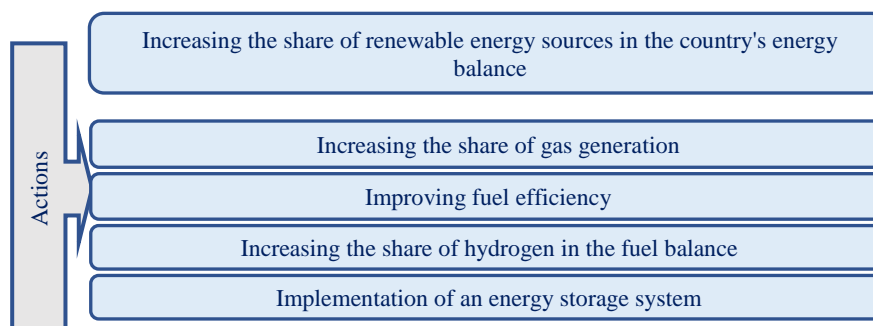 Increasing the share of renewable energy sources in the country's energy
balance
Increasing the share of gas generation
Actions
Improving fuel efficiency
Increasing the share of hydrogen in the fuel balance
Implementation of an energy storage system